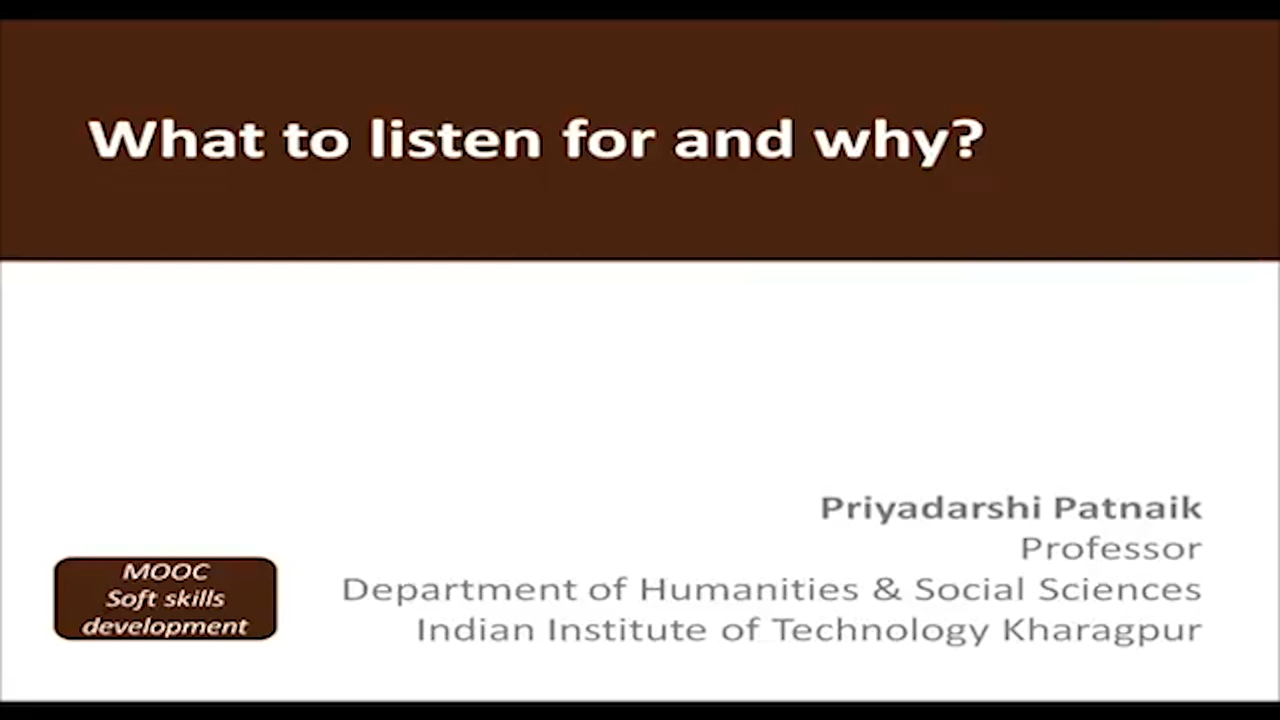 What to listen for and why?
Priyadarshi Patnaik
Professor
Department of Humanities & Social Sciences
Indian Institute of Technology Kharagpur
MOOC
Soft skills
development